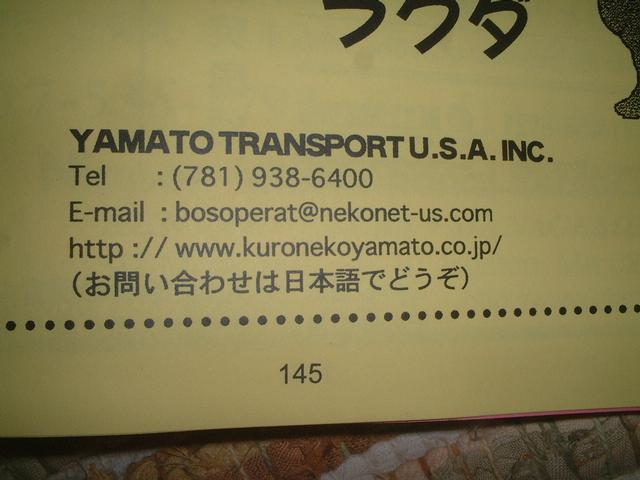 ラクダ
YAMATO TRANSPORT U.S.A. INC.
Tel : (781) 938-6400
E-mail : bosoperat@nekonet-us.com
http :// www.kuronekoyamato.co.jp/
(お問い合わせは日本語でどうぞ)
145